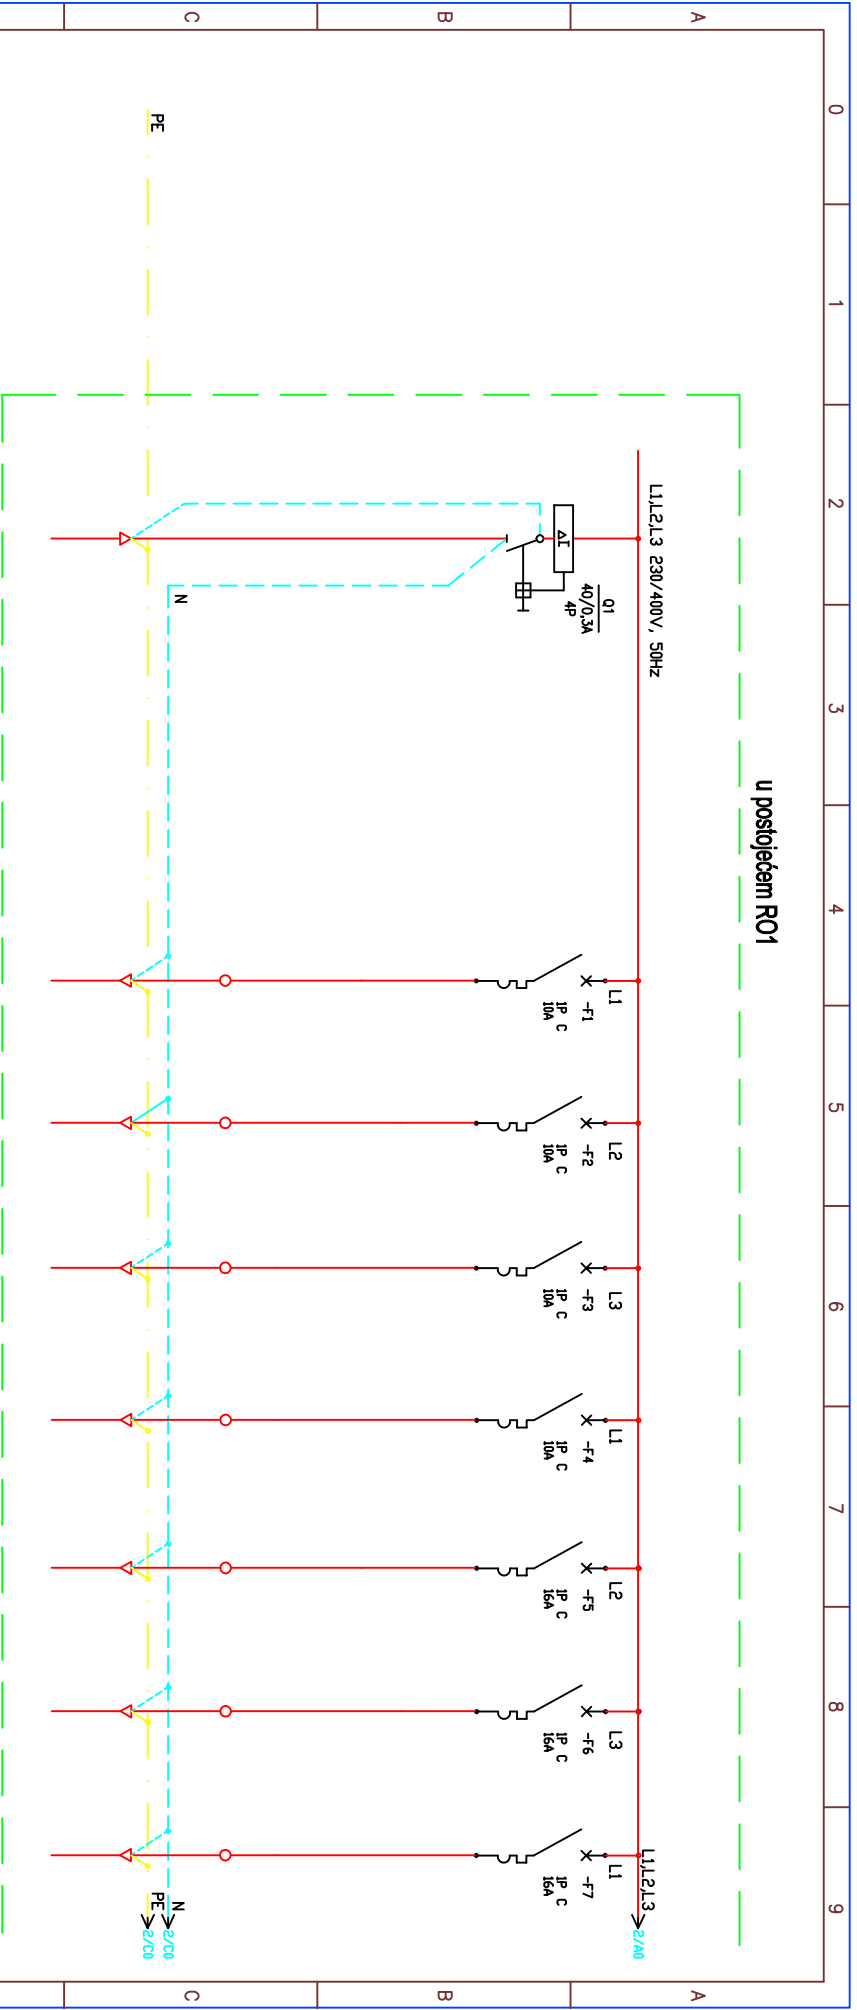 0
1
2
3
4
5
6
7
8
9
A
A
B
B
C
C
u postojećem RO1
L1,L2,L3 230/400V, 50Hz
L1,L2,L3
2/A0
Q1
40/0,3A
4P
ΔI
L1
-F1
1P C
10A
L2
-F2
1P C
10A
L3
-F3
1P C
10A
L1
-F4
1P C
10A
L2
-F5
1P C
16A
L3
-F6
1P C
16A
L1
-F7
1P C
16A
N
N
2/C0
PE
PE
2/C0